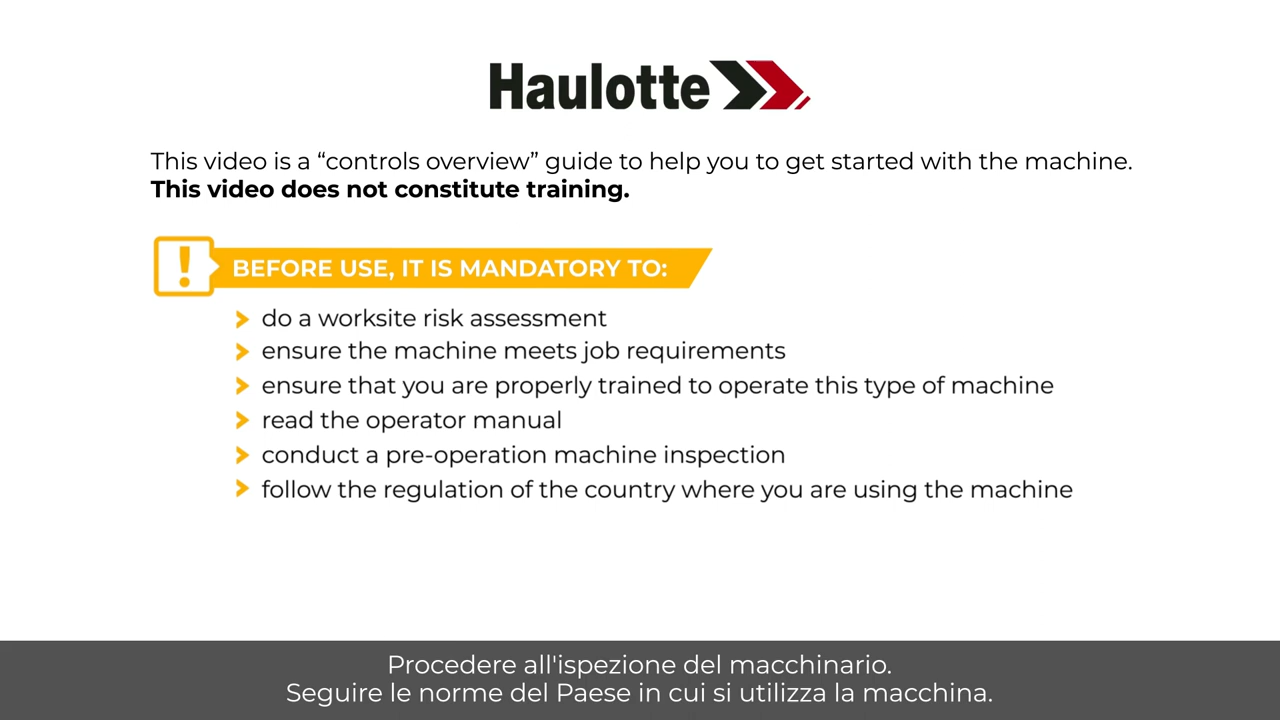 Haulotte
This video is a “controls overview” guide to help you to get started with the machine.
This video does not constitute training.
! BEFORE USE, IT IS MANDATORY TO:
do a worksite risk assessment
ensure the machine meets job requirements
ensure that you are properly trained to operate this type of machine
read the operator manual
conduct a pre-operation machine inspection
follow the regulation of the country where you are using the machine
Procedere all'ispezione del macchinario.
Seguire le norme del Paese in cui si utilizza la macchina.